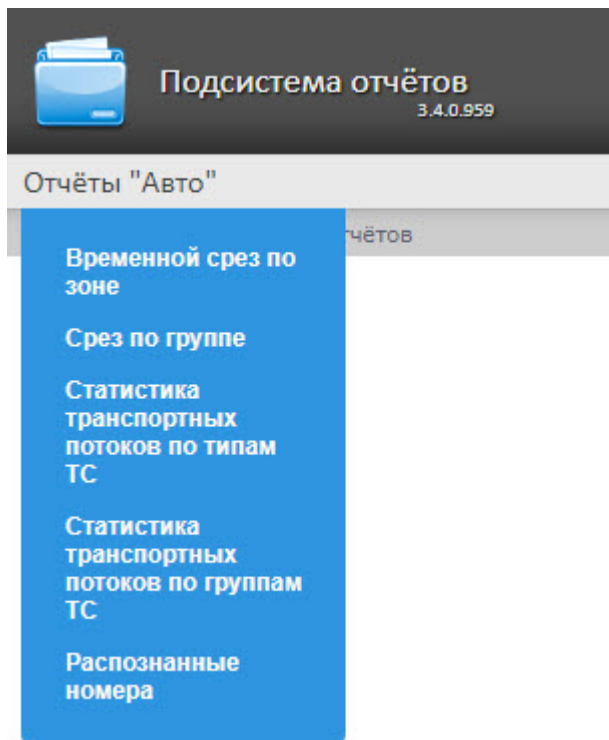 Подсистема отчётов
3.4.0.959
Отчёты "Авто"
Временной срез по
зоне
Срез по группе
Статистика
транспортных
потоков по типам
ТС
Статистика
транспортных
потоков по группам
ТС
Распознанные
номера